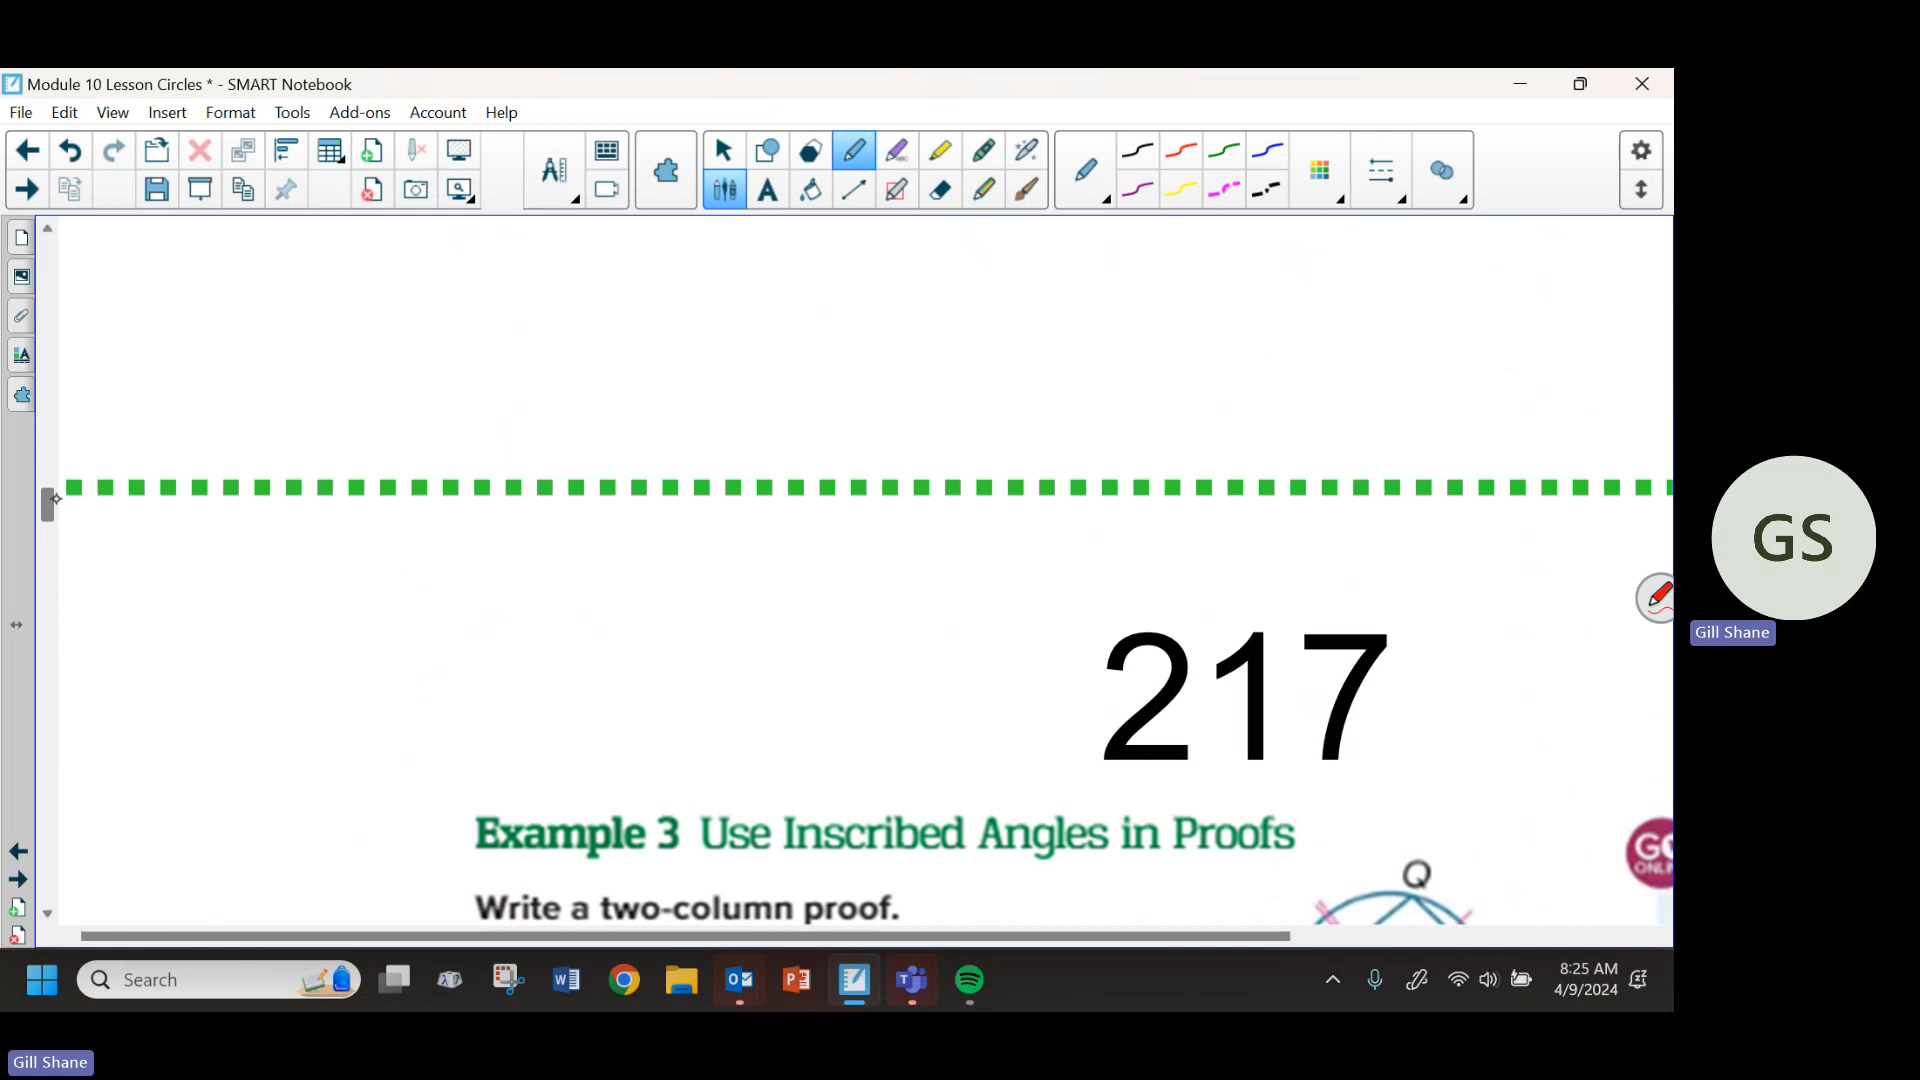 Module 10 Lesson Circles * - SMART Notebook
File Edit View Insert Format Tools Add-ons Account Help
217
Example 3 Use Inscribed Angles in Proofs
Write a two-column proof.
Q
GS
Gill Shane
Search
8:25 AM
4/9/2024
Gill Shane